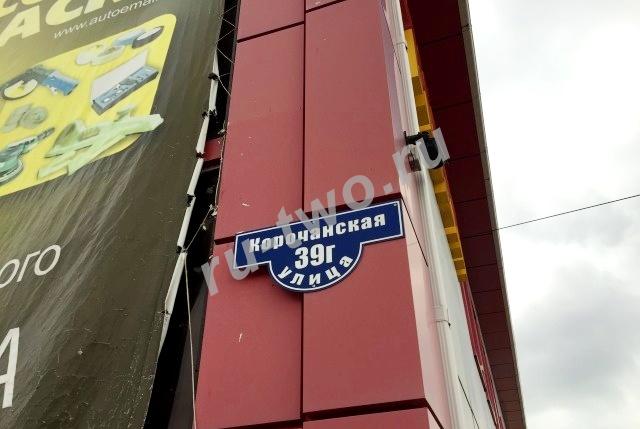 www.autoemal
Корочанская
39г
улица
ого
А
ru-two.ru